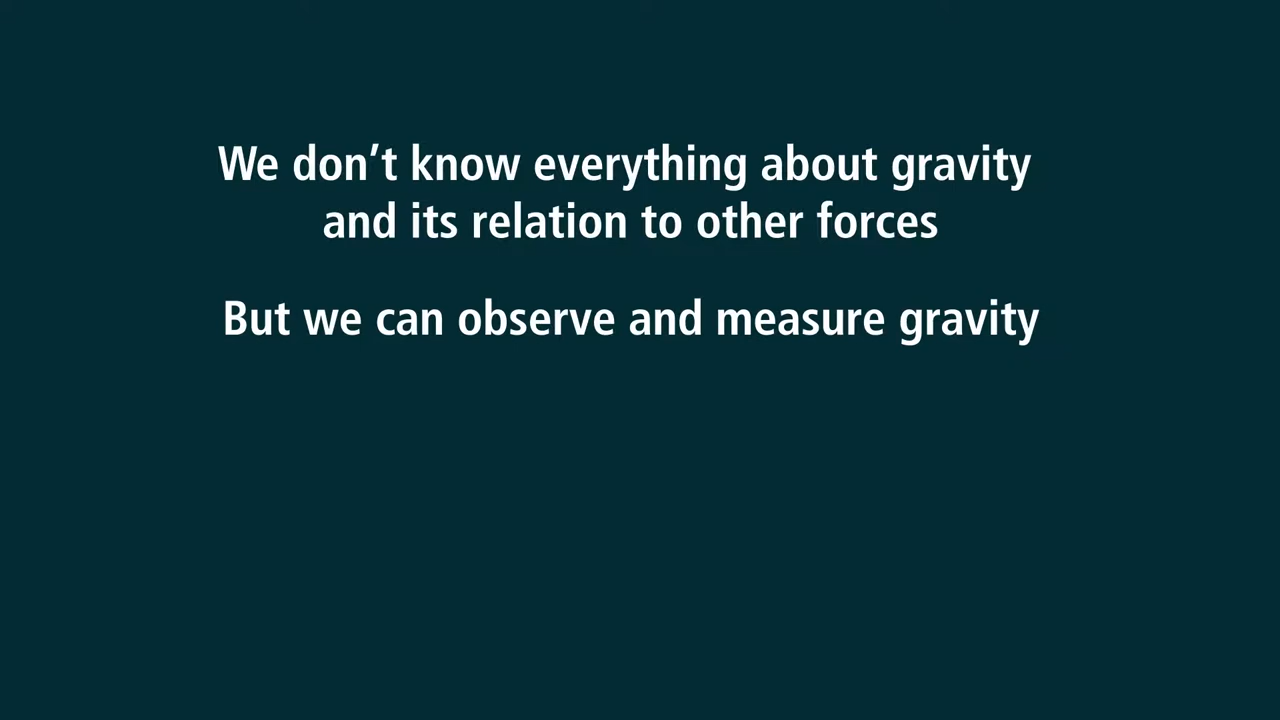 We don’t know everything about gravity
and its relation to other forces
But we can observe and measure gravity